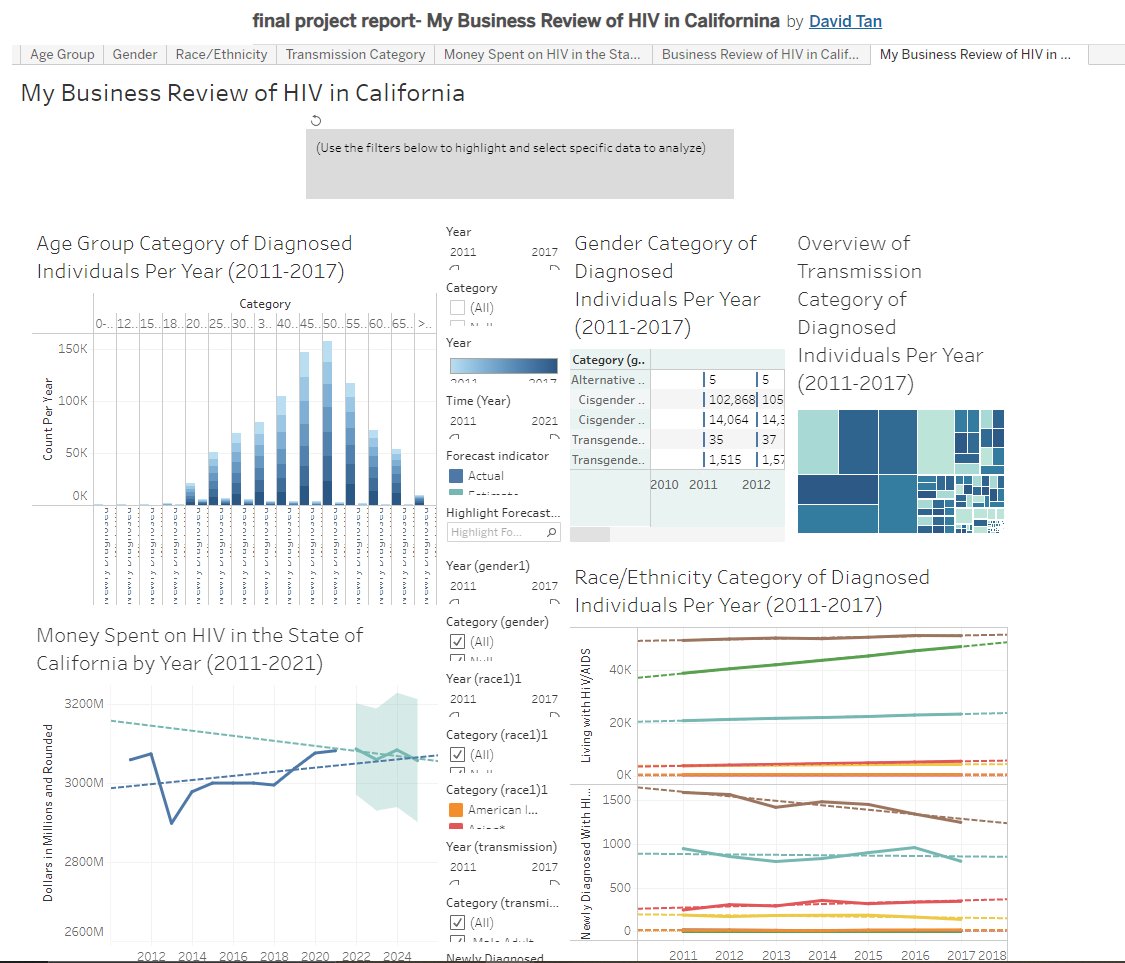 final project report- My Business Review of HIV in Californina by David Tan
Age Group
Gender
Race/Ethnicity
Transmission Category
Money Spent on HIV in the Sta...
Business Review of HIV in Calif...
My Business Review of HIV in ...
My Business Review of HIV in California
(Use the filters below to highlight and select specific data to analyze)
Age Group Category of Diagnosed
Individuals Per Year (2011-2017)
Category
0-.. 12.. 15.. 18.. 20.. 25.. 30.. 3.. 40.. 45.. 50.. 55.. 60.. 65.. >..
150K
100K
50K
0K
Count Per Year
Year
2011 2017
Category
(All)
Year
2011 2017
Time (Year)
2011 2021
Forecast indicator
Actual
Estimate
Highlight Forecast...
Highlight Fo...
Year (gender1)
2011 2017
Category (gender)
(All)
Null
Year (race1)1
2011 2017
Category (race1)1
(All)
Null
Category (race1)1
American I...
Asian*
Year (transmission)
2011 2017
Category (transmi...
(All)
Male Adult
Newly Diagnosed
Gender Category of
Diagnosed
Individuals Per Year
(2011-2017)
Category (g..
Alternative .. 5 5
Cisgender .. 102,868 105
Cisgender .. 14,064 14,3
Transgende.. 35 37
Transgende.. 1,515 1,57
2010 2011 2012
Overview of
Transmission
Category of
Diagnosed
Individuals Per Year
(2011-2017)
Money Spent on HIV in the State of
California by Year (2011-2021)
3200M
3000M
2800M
2600M
Dollars in Millions and Rounded
2012 2014 2016 2018 2020 2022 2024
Race/Ethnicity Category of Diagnosed
Individuals Per Year (2011-2017)
Living with HiV/AIDS
40K
20K
0K
Newly Diagnosed With HI...
1500
1000
500
0
2011 2012 2013 2014 2015 2016 2017 2018